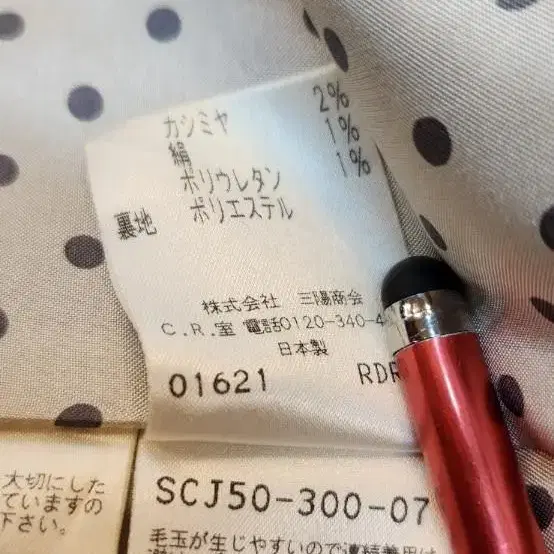 カシミヤ 2%
絹 1%
ポリウレタン 1%
裏地 ポリエステル
株式会社 三陽商会
C.R.室 電話0120-340-4
日本製
01621 RDR
大切にした
ていますの
下さい。
SCJ50-300-07
毛玉が生じやすいので連続着用は